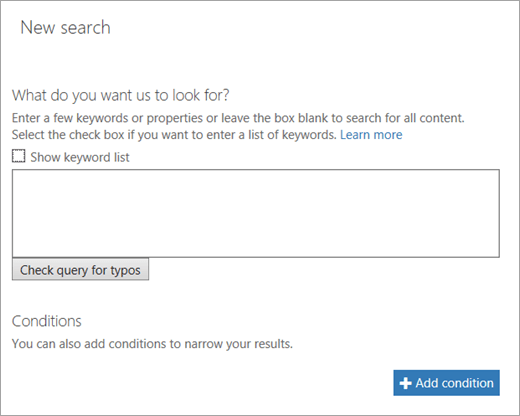 New search
What do you want us to look for?
Enter a few keywords or properties or leave the box blank to search for all content.
Select the check box if you want to enter a list of keywords. Learn more
Show keyword list
Check query for typos
Conditions
You can also add conditions to narrow your results.
Add condition